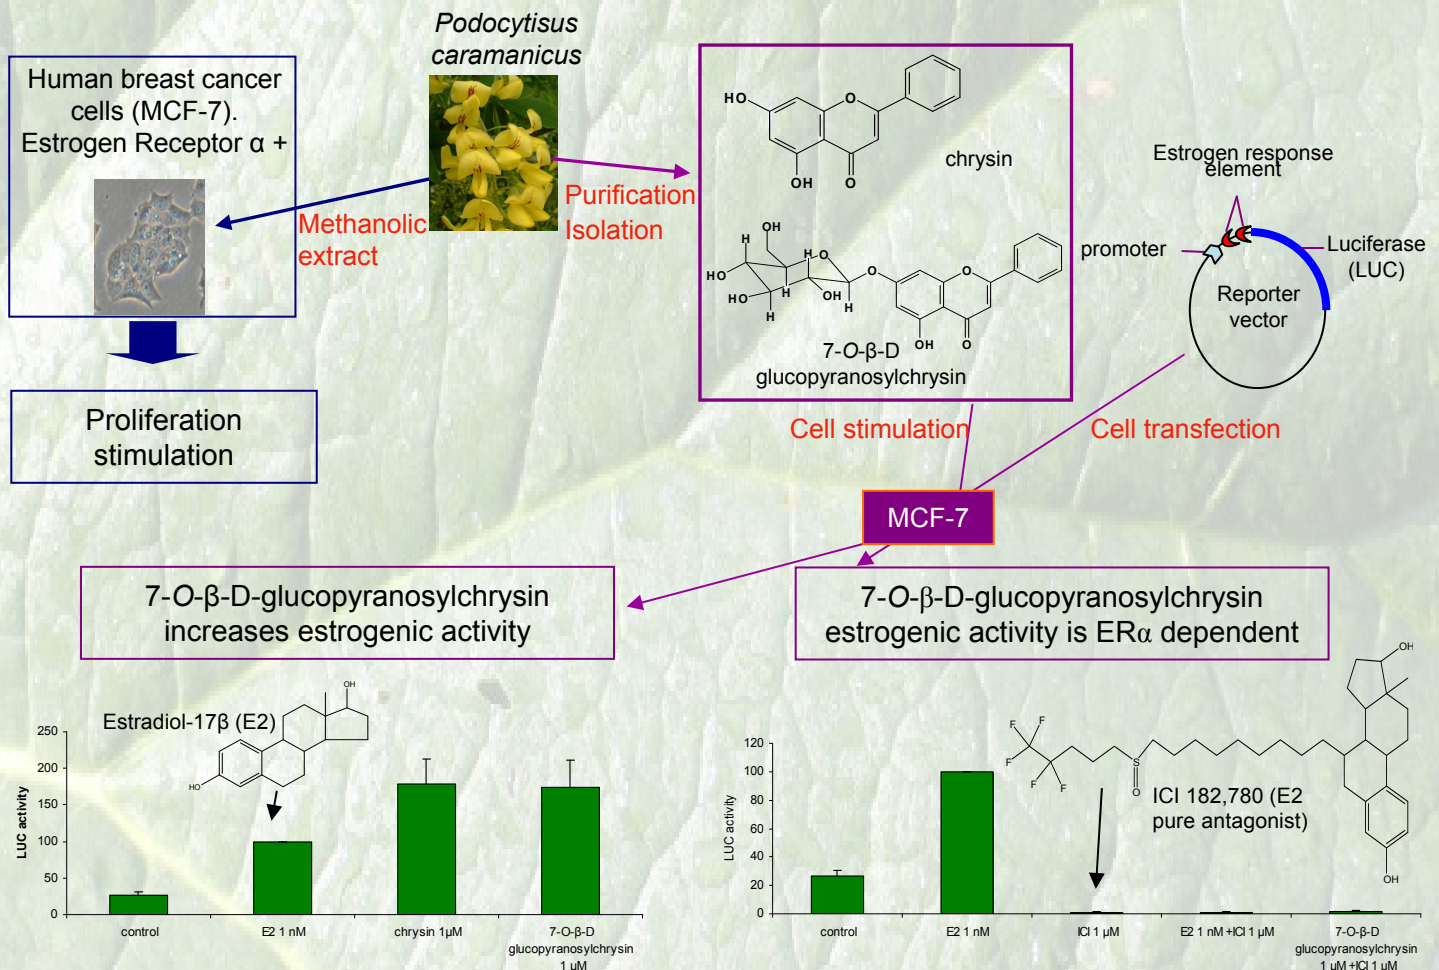 Podocytisus
caramanicus
Human breast cancer
cells (MCF-7).
Estrogen Receptor α +
Methanolic
extract
Purification
Isolation
HO
O
OH
O
chrysin
OH
H
HO
H
O
H
HO
H
OH
H
H
O
O
OH
O
7-O-β-D
glucopyranosylchrysin
Estrogen response
element
promoter
Luciferase
(LUC)
Reporter
vector
Proliferation
stimulation
Cell stimulation
Cell transfection
MCF-7
7-O-β-D-glucopyranosylchrysin
increases estrogenic activity
7-O-β-D-glucopyranosylchrysin
estrogenic activity is ERα dependent
Estradiol-17β (E2)
OH
HO
LUC activity
250
200
150
100
50
0
control
E2 1 nM
chrysin 1µM
7-O-β-D
glucopyranosylchrysin
1 µM
OH
F
F
F
F
F
S
O
OH
ICI 182,780 (E2
pure antagonist)
LUC activity
120
100
80
60
40
20
0
control
E2 1 nM
ICI 1 µM
E2 1 nM +ICI 1 µM
7-O-β-D
glucopyranosylchrysin
1 µM +ICI 1 µM